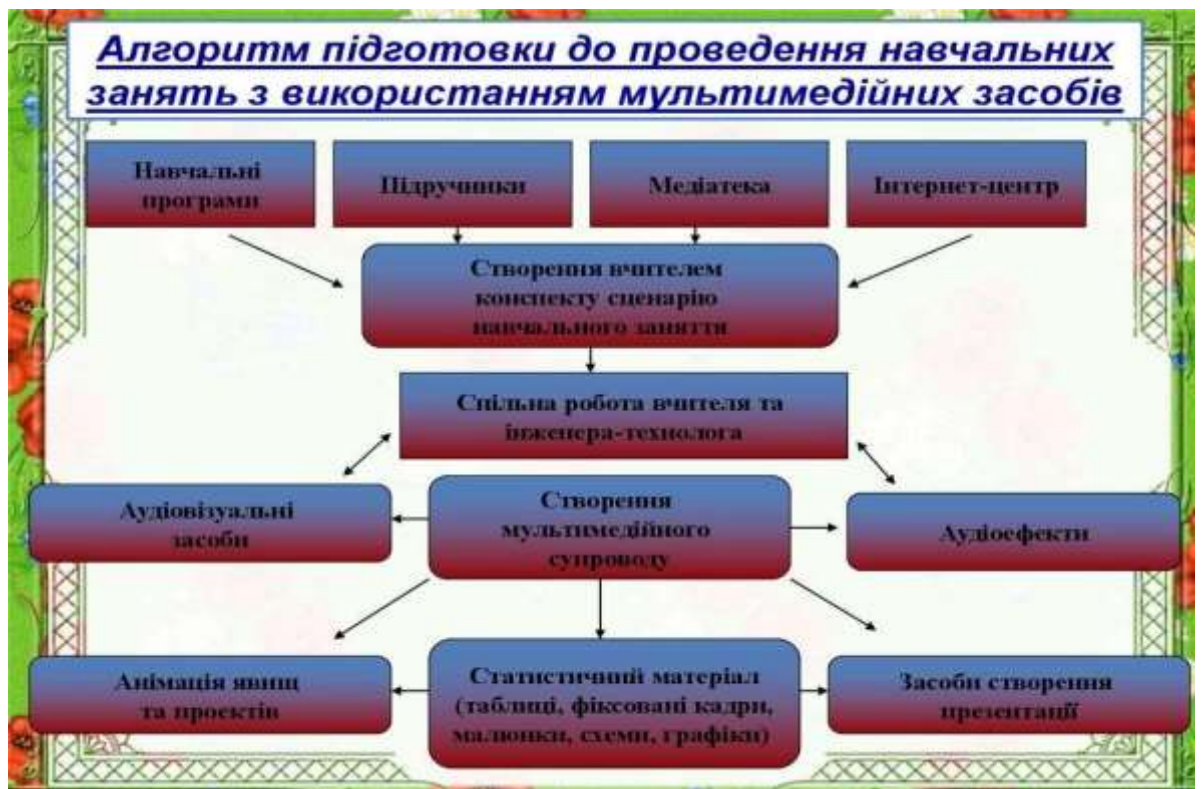 Алгоритм підготовки до проведення навчальних
занять з використанням мультимедійних засобів
Навчальні
програми
Підручники
Медіатека
Інтернет-центр
Створення вчителем
конспекту сценарію
навчального заняття
Спільна робота вчителя та
інженера-технолога
Аудіовізуальні
засоби
Створення
мультимедійного
супроводу
Аудіоефекти
Анімація явищ
та проектів
Статистичний матеріал
(таблиці, фіксовані кадри,
малюнки, схеми, графіки)
Засоби створення
презентації